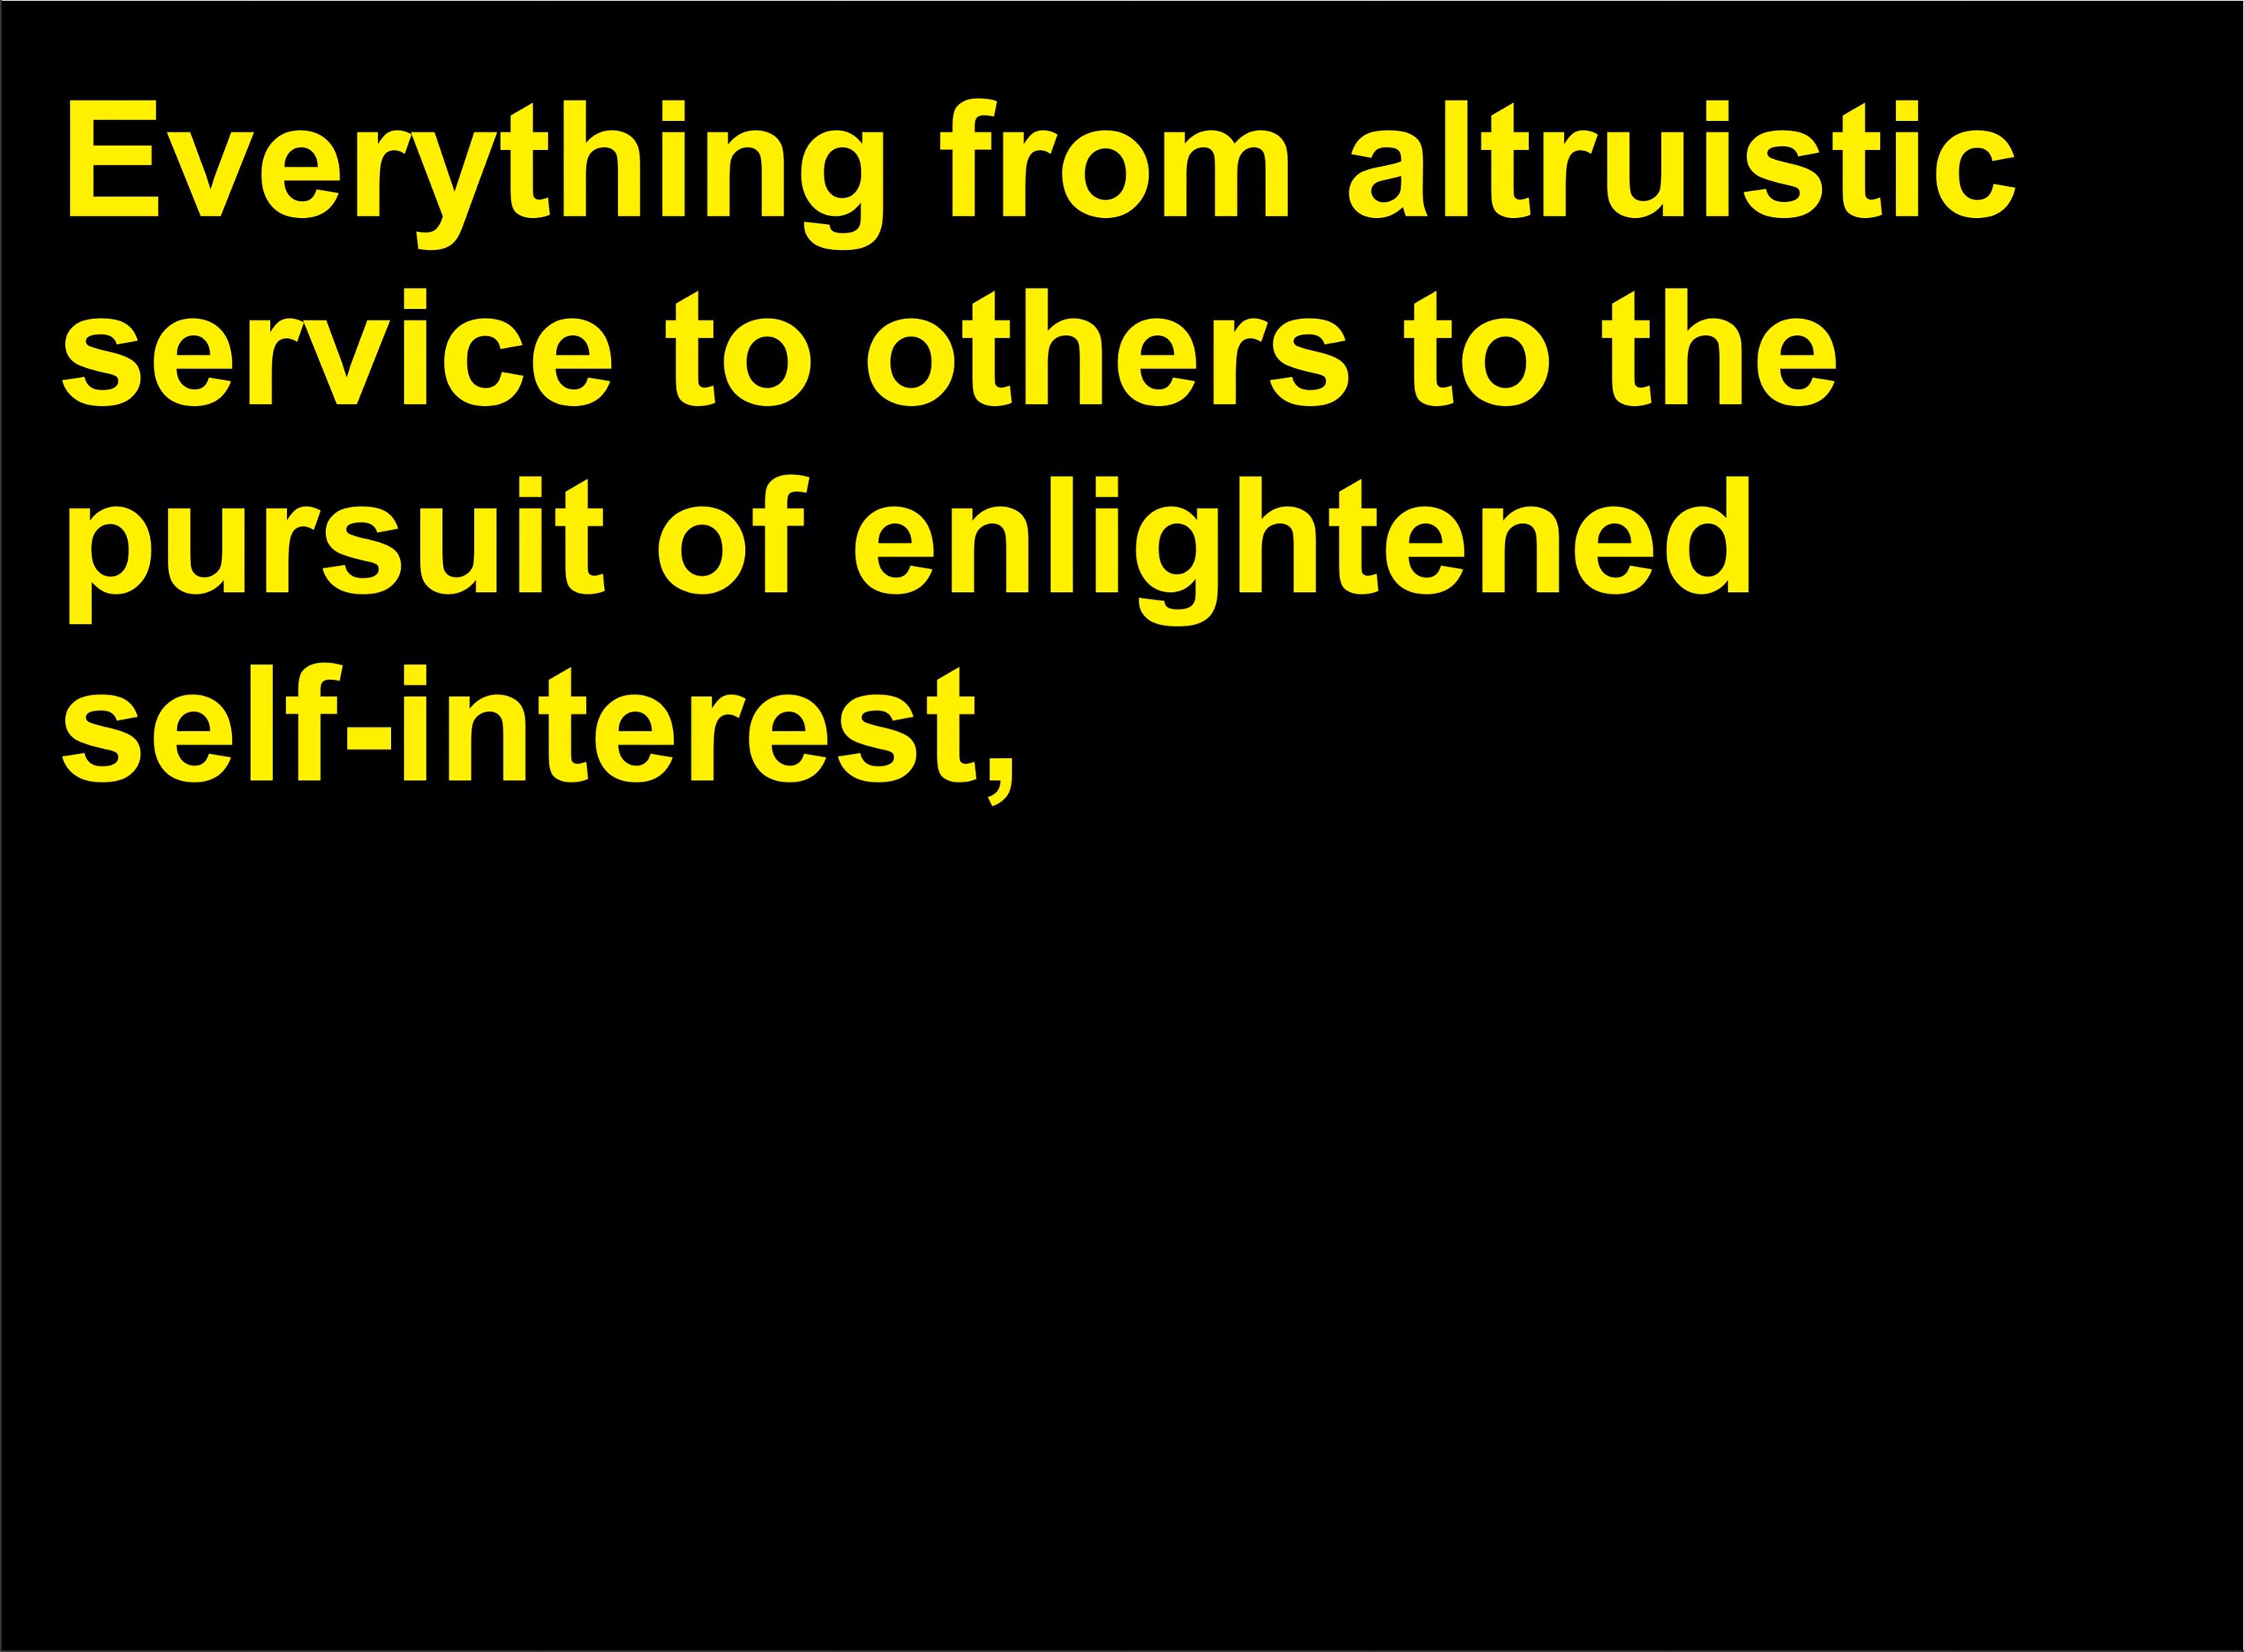 Everything from altruistic
service to others to the
pursuit of enlightened
self-interest,